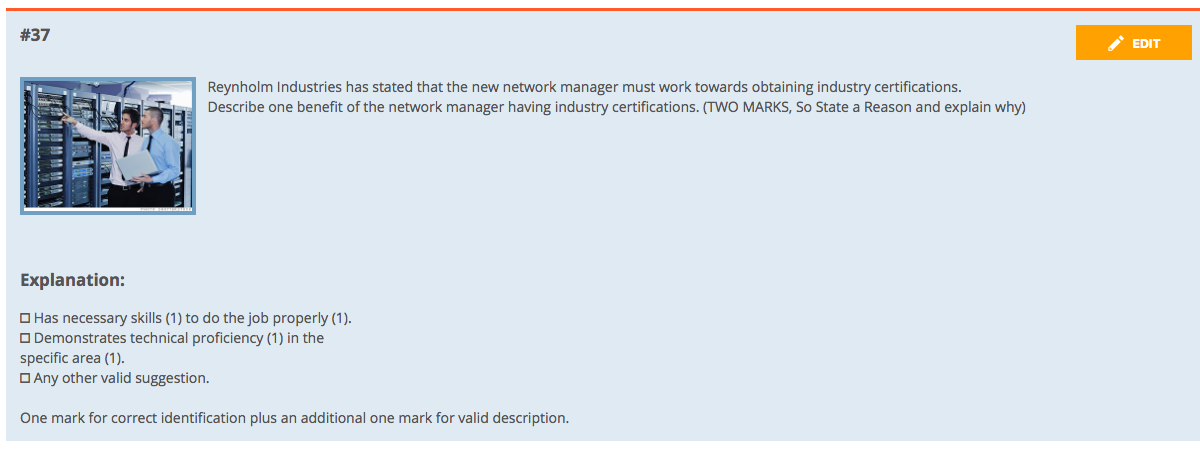 #37
EDIT
Reynholm Industries has stated that the new network manager must work towards obtaining industry certifications.
Describe one benefit of the network manager having industry certifications. (TWO MARKS, So State a Reason and explain why)
Explanation:
☐ Has necessary skills (1) to do the job properly (1).
☐ Demonstrates technical proficiency (1) in the
specific area (1).
☐ Any other valid suggestion.
One mark for correct identification plus an additional one mark for valid description.